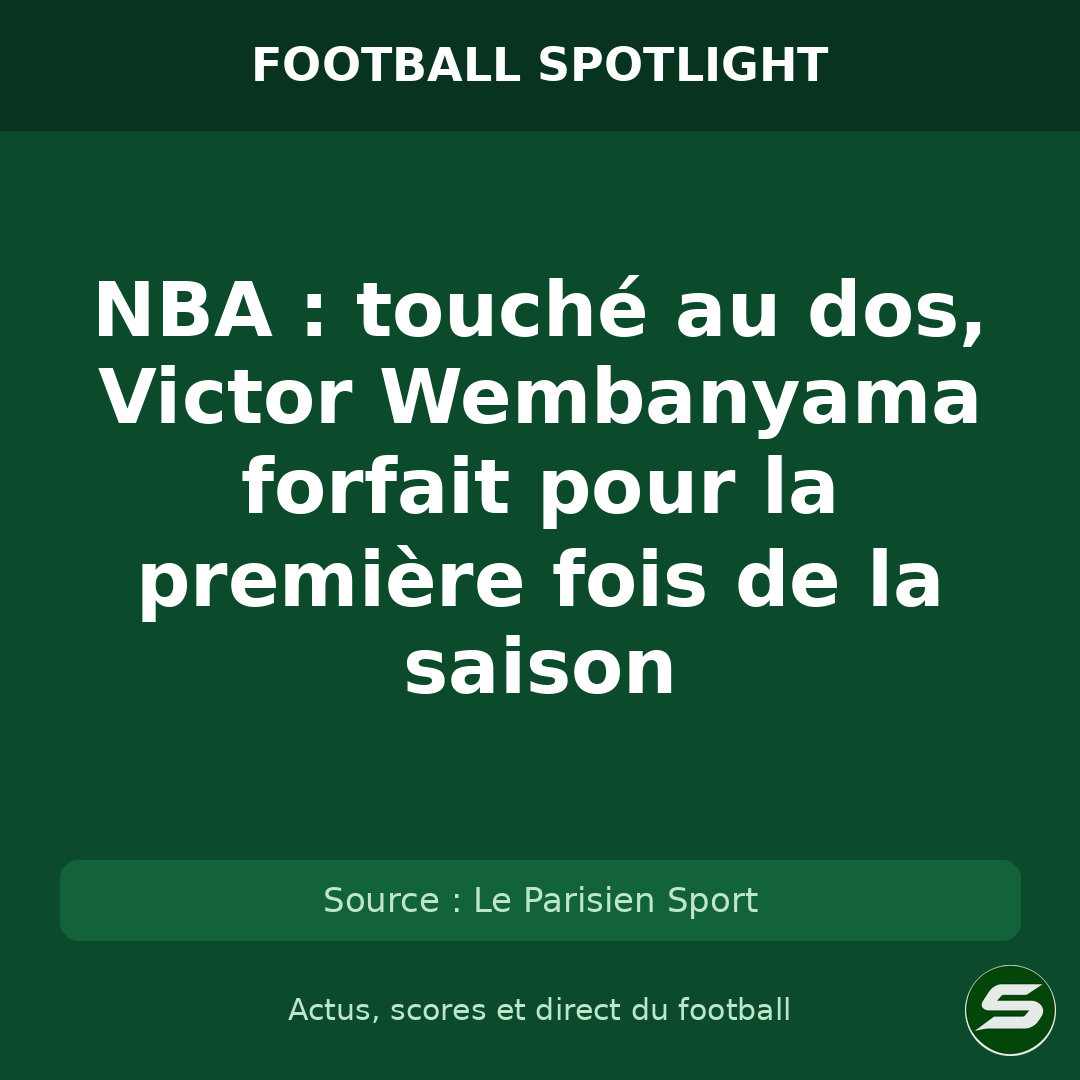 FOOTBALL SPOTLIGHT
NBA : touché au dos,
Victor Wembanyama
forfait pour la
première fois de la
saison
Source : Le Parisien Sport
Actus, scores et direct du football
S